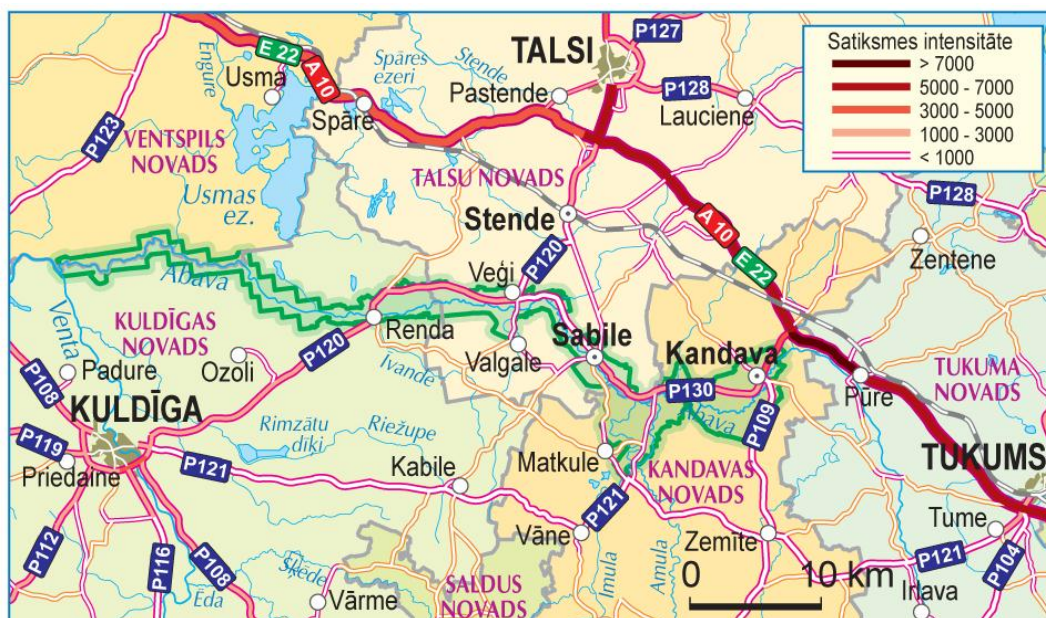 P127
TALSI
E 22
A 10
Engure
Usma
Spāres
ezeri
Stende
Pastende
P128
Lauciene
Spāre
Satiksmes intensitāte
> 7000
5000 - 7000
3000 - 5000
1000 - 3000
< 1000
P123
VENTSPILS
NOVADS
Usmas
ez.
TALSU NOVADS
P128
Stende
A 10
E 22
Zentene
P120
Abava
Veģi
Venta
KULDĪGAS
NOVADS
Renda
Sabile
Kandava
P120
Valgale
Ozoli
Ivande
Padure
P108
P130
Abava
P109
Pūre
TUKUMA
NOVADS
KULDĪGA
Rimzātu
dīķi
Riežupe
P119
Priedaine
P121
Kabile
Matkule
KANDAVAS
NOVADS
TUKUMS
P121
Vāne
Zemīte
Tume
P112
P116
P108
Ēda
Šķēde
Imula
Amula
P121
P104
SALDUS
NOVADS
Vārme
0 10 km
Irlava